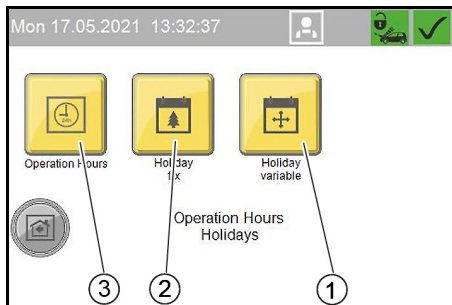 Mon 17.05.2021 13:32:37
24h
Operation Hours
Holiday
fix
Holiday
variable
Operation Hours
Holidays
3
2
1